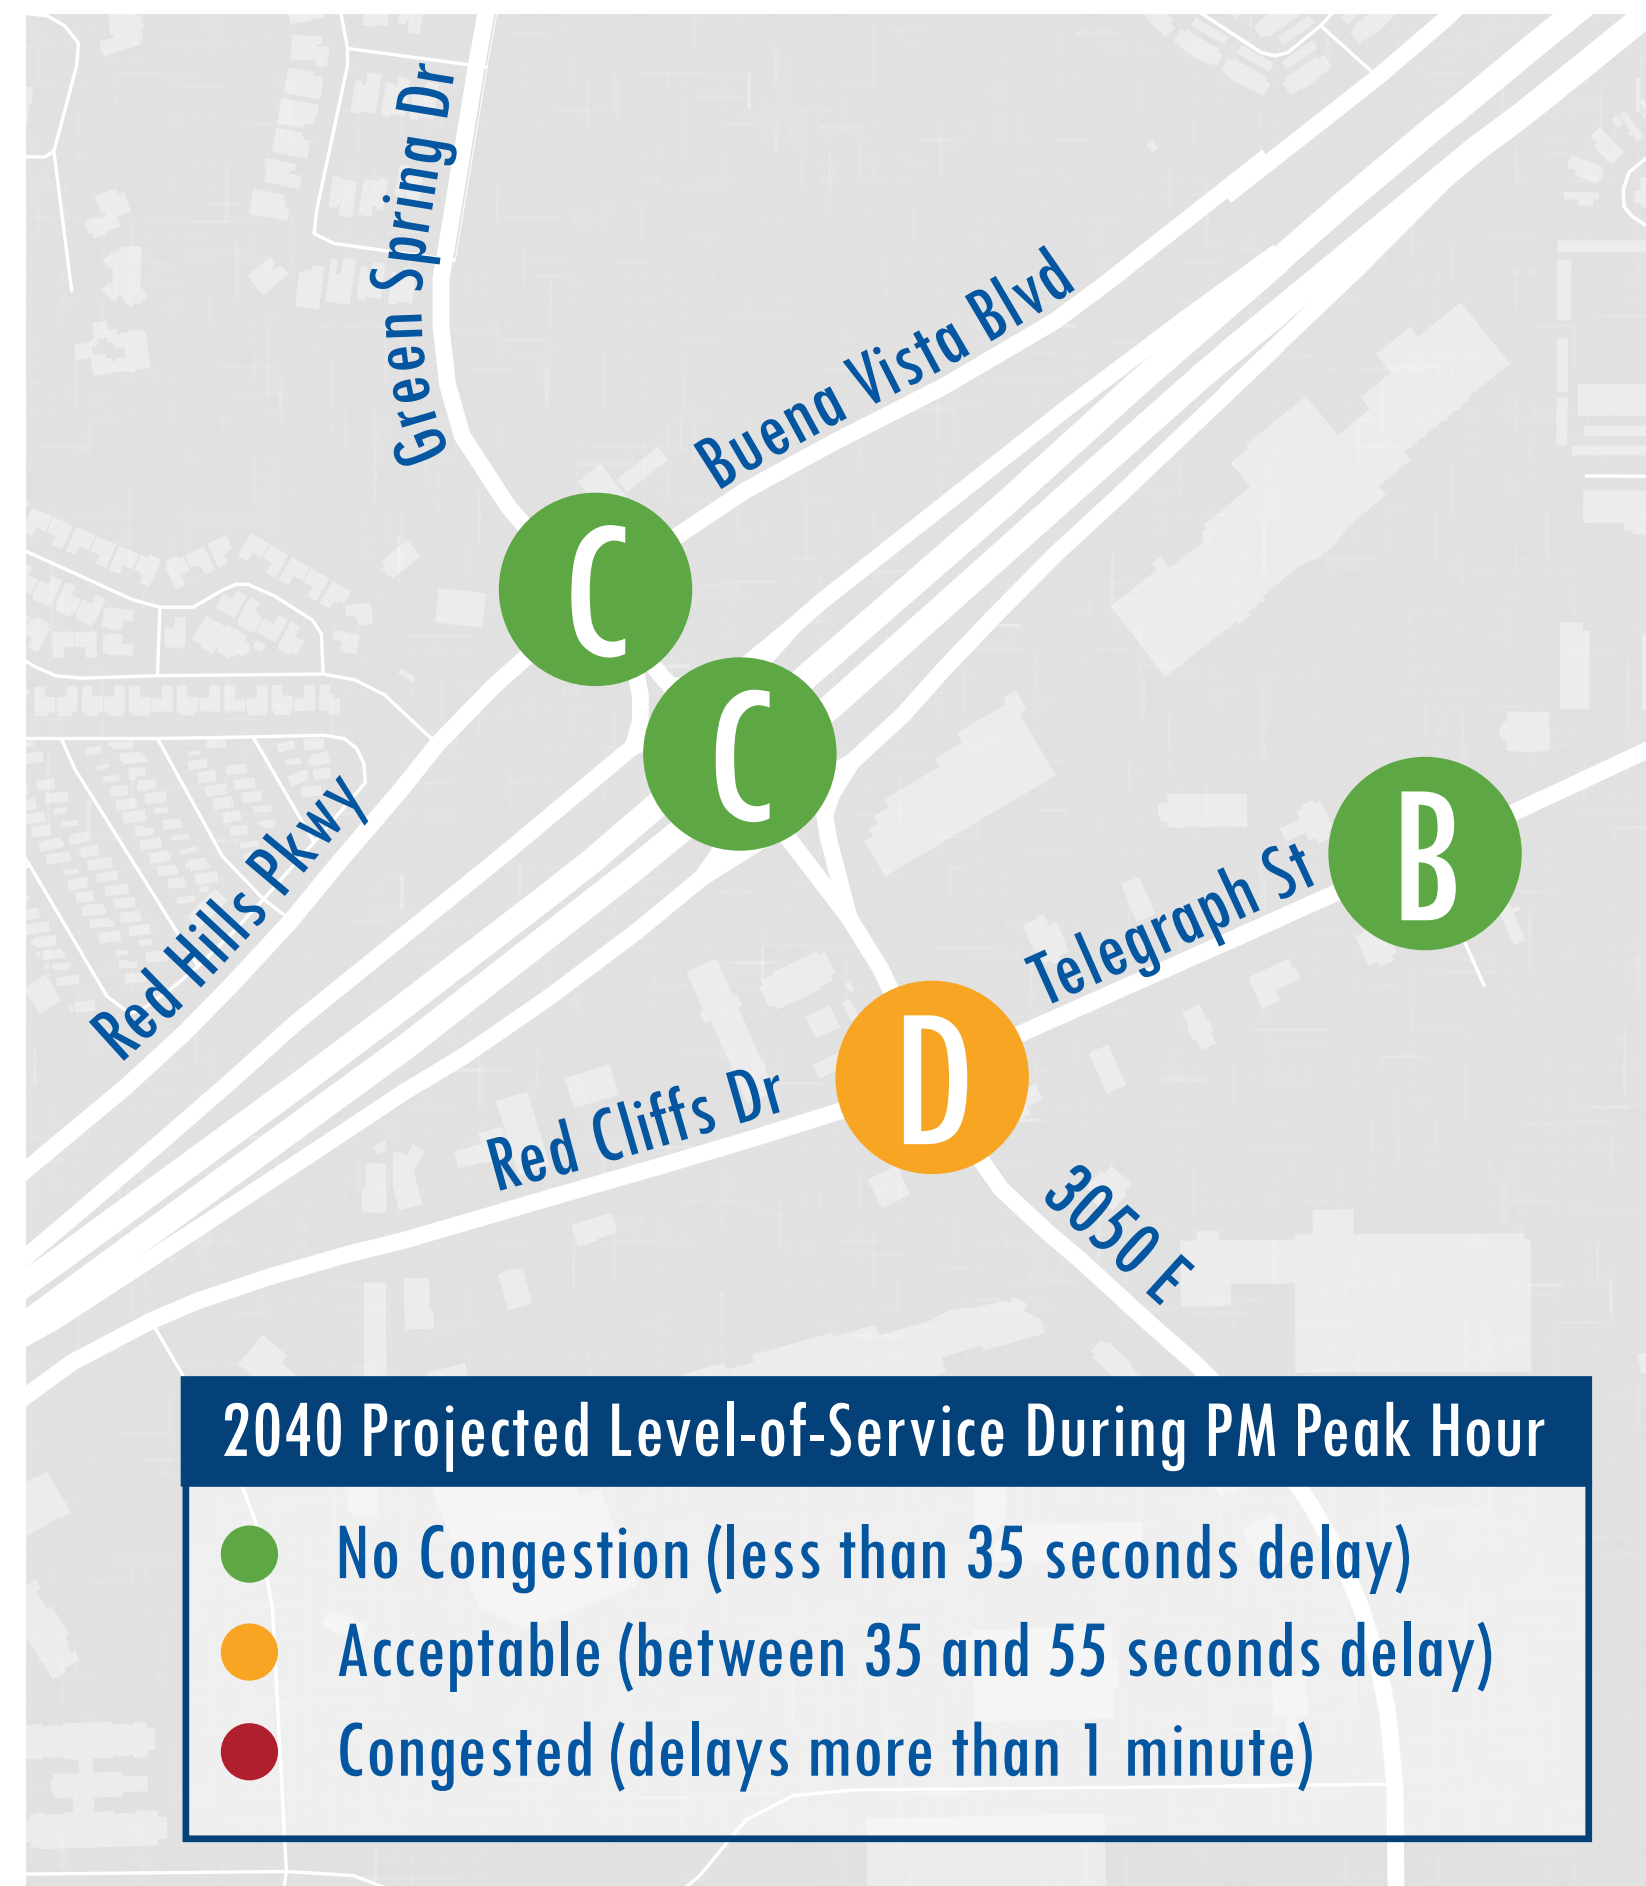 Green Spring Dr
Buena Vista Blvd
C
C
B
Red Hills Pkwy
Telegraph St
D
Red Cliffs Dr
3050 E
2040 Projected Level-of-Service During PM Peak Hour
No Congestion (less than 35 seconds delay)
Acceptable (between 35 and 55 seconds delay)
Congested (delays more than 1 minute)